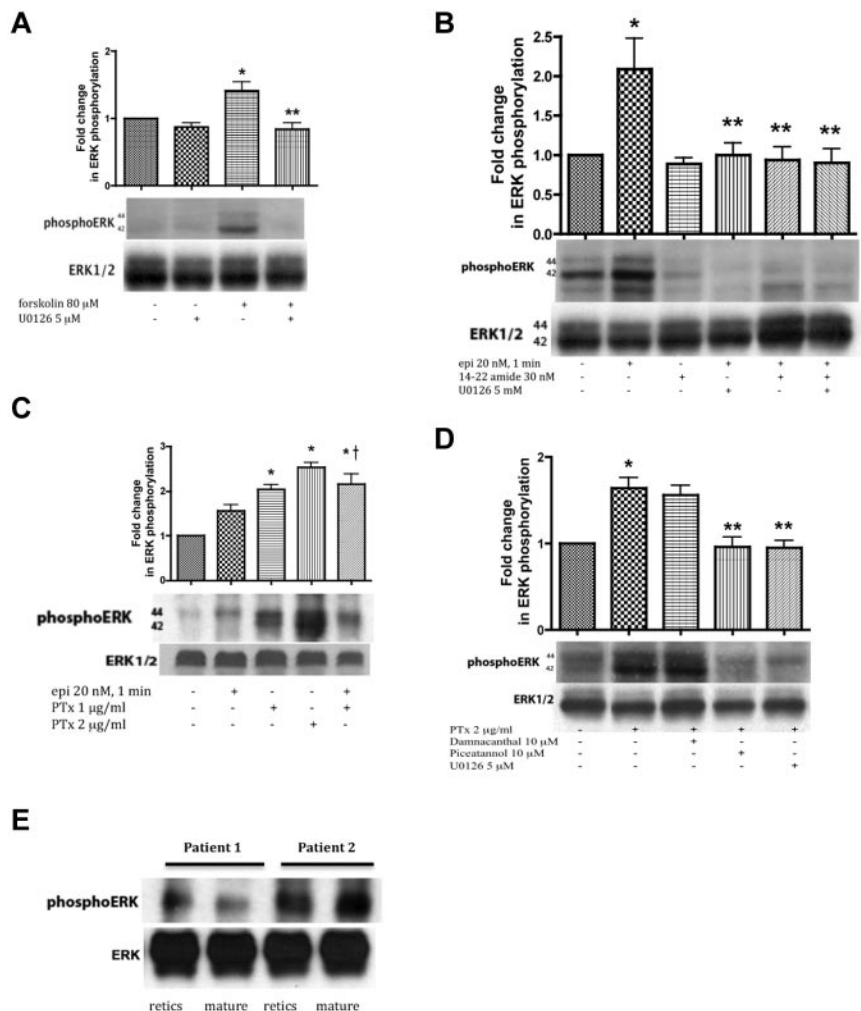 A
Fold change
in ERK phosphorylation
2
1
0
*
**
phosphoERK
44
42
ERK1/2
forskolin 80 µM - - + +
U0126 5 µM - + - +
B
Fold change
in ERK phosphorylation
2.5
2.0
1.5
1.0
0.5
0.0
*
**
**
**
phosphoERK
44
42
ERK1/2
44
42
epi 20 nM, 1 min - + - + + +
14-22 amide 30 nM - - + - + +
U0126 5 mM - - - + - +
C
Fold change
in ERK phosphorylation
3
2
1
0
*
*
* †
phosphoERK
44
42
ERK1/2
epi 20 nM, 1 min - + - - +
PTx 1 µg/ml - - + - +
PTx 2 µg/ml - - - + -
D
Fold change
in ERK phosphorylation
2
1
0
*
**
**
phosphoERK
44
42
ERK1/2
PTx 2 µg/ml - + + + +
Damnacanthal 10 µM - - + - -
Piceatannol 10 µM - - - + -
U0126 5 µM - - - - +
E
Patient 1 Patient 2
phosphoERK
ERK
retics mature retics mature